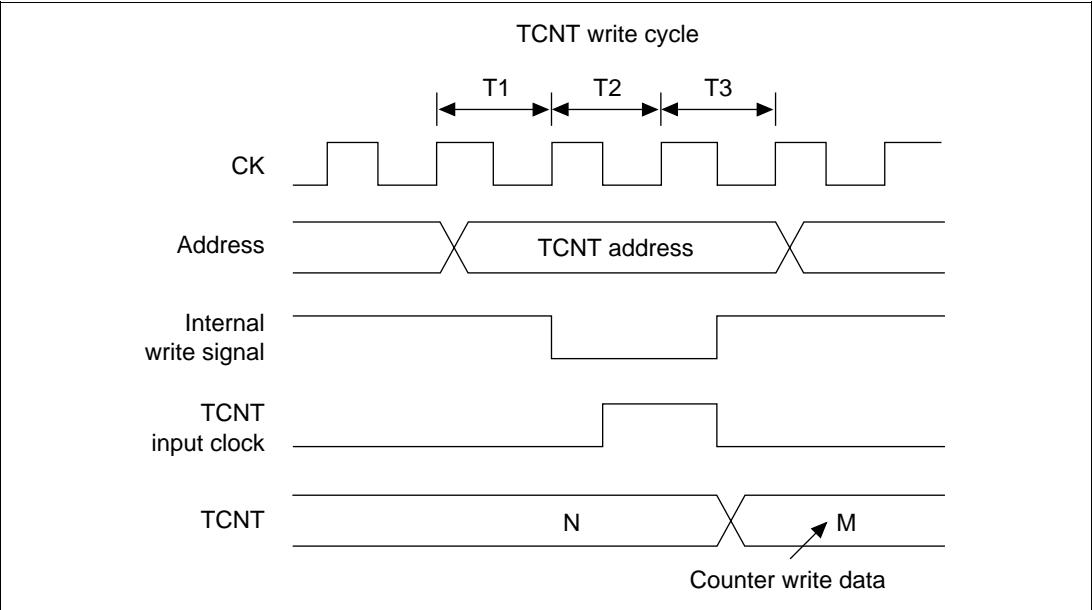 TCNT write cycle
T1 T2 T3
CK
Address
TCNT address
Internal
write signal
TCNT
input clock
TCNT
N
M
Counter write data